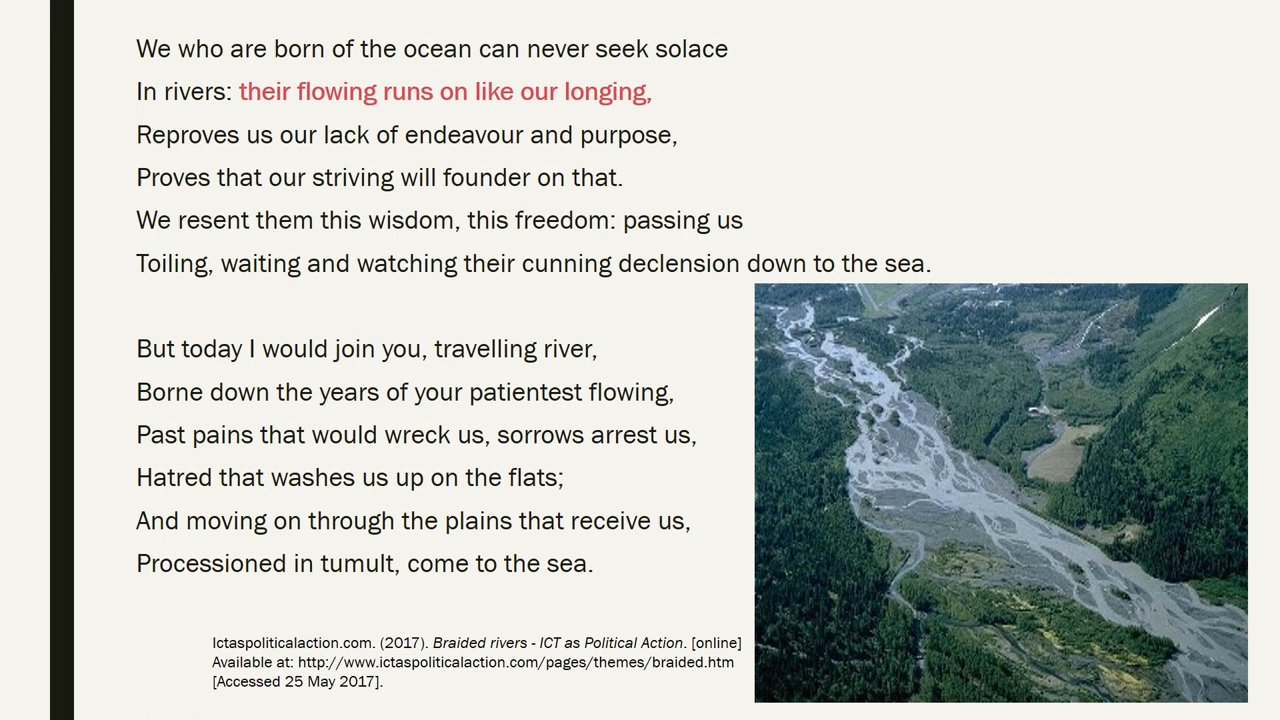 We who are born of the ocean can never seek solace
In rivers: their flowing runs on like our longing,
Reproves us our lack of endeavour and purpose,
Proves that our striving will founder on that.
We resent them this wisdom, this freedom: passing us
Toiling, waiting and watching their cunning declension down to the sea.
But today I would join you, travelling river,
Borne down the years of your patientest flowing,
Past pains that would wreck us, sorrows arrest us,
Hatred that washes us up on the flats;
And moving on through the plains that receive us,
Processioned in tumult, come to the sea.
Ictaspoliticalaction.com. (2017). Braided rivers - ICT as Political Action. [online]
Available at: http://www.ictaspoliticalaction.com/pages/themes/braided.htm
[Accessed 25 May 2017].